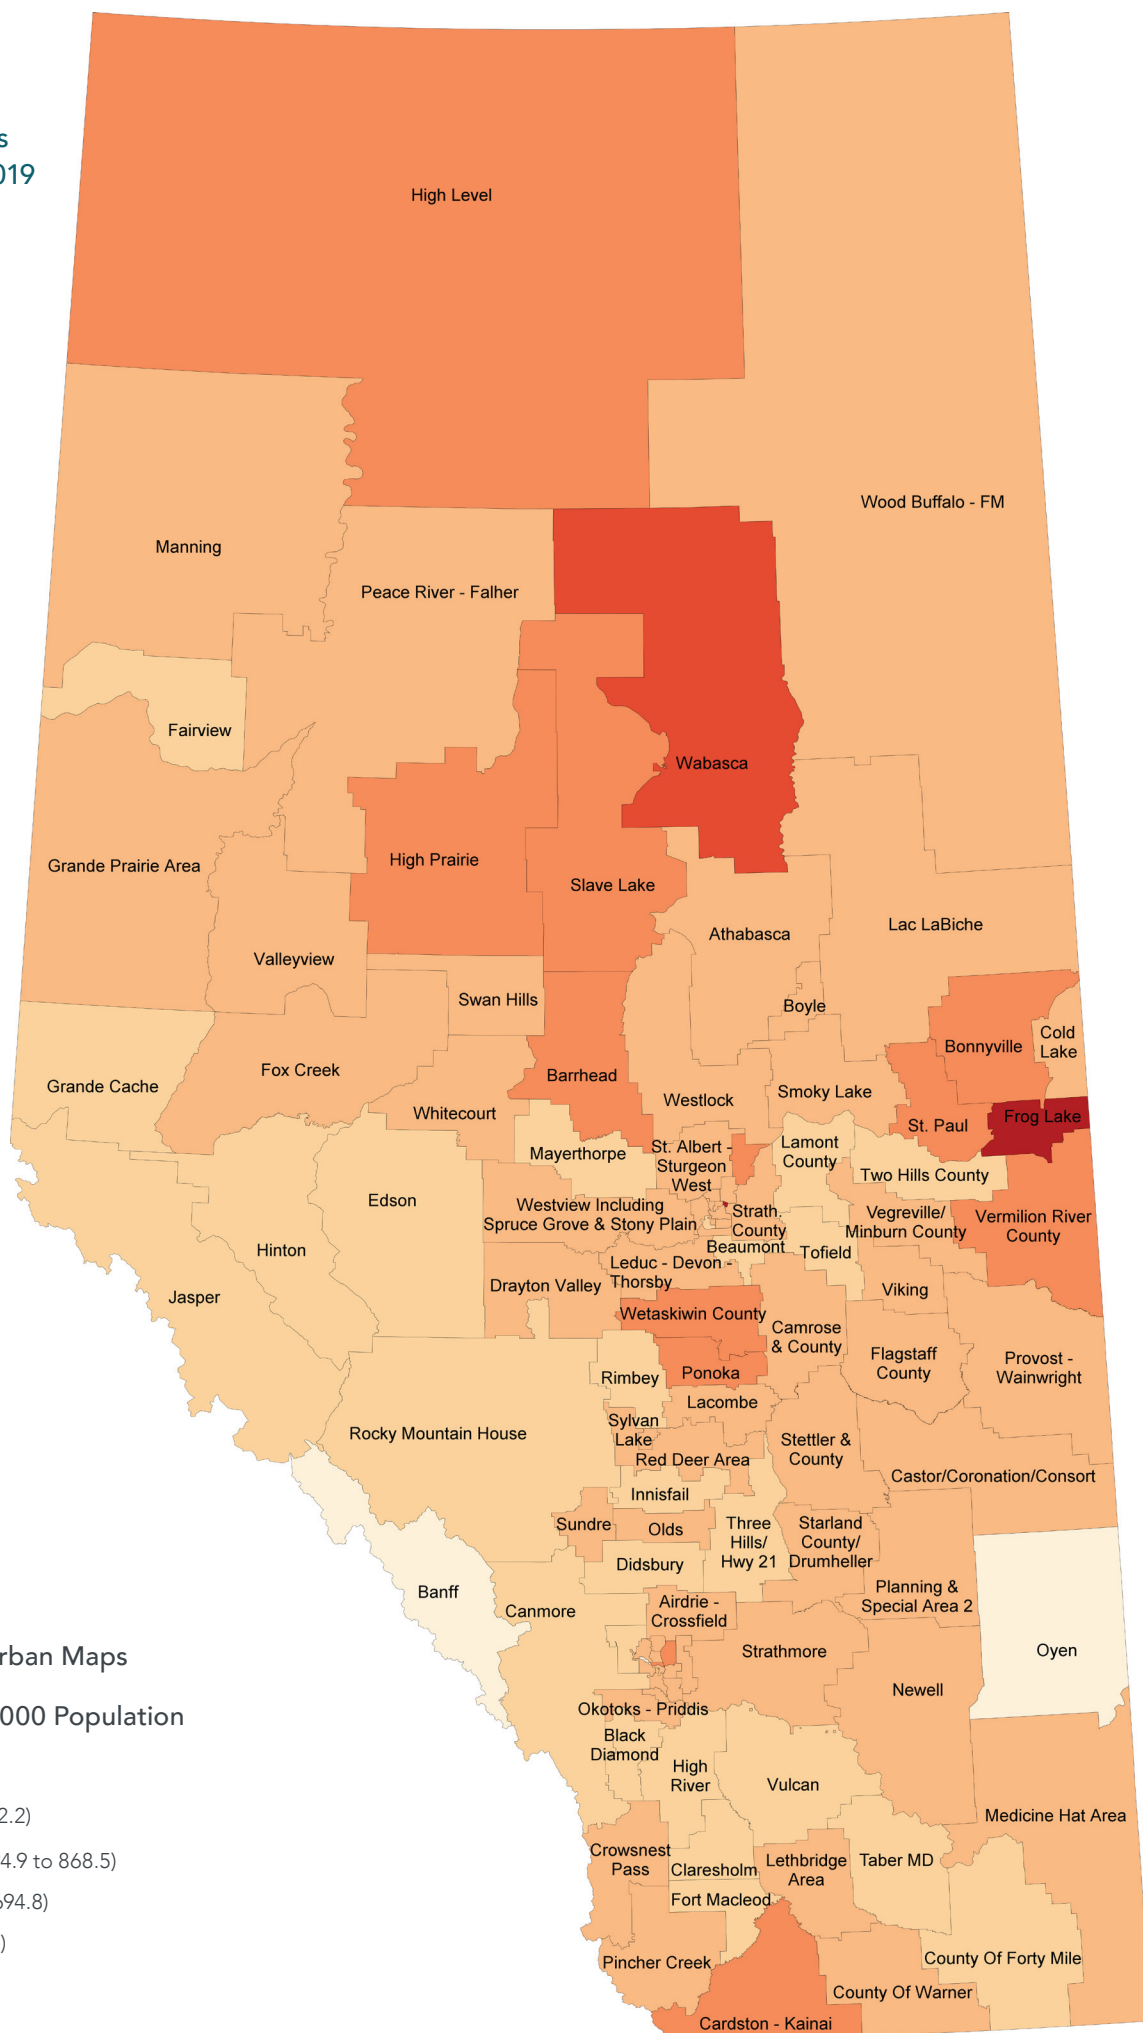 s
019
High Level
Wood Buffalo - FM
Manning
Peace River - Falher
Fairview
Wabasca
High Prairie
Grande Prairie Area
Slave Lake
Lac LaBiche
Athabasca
Valleyview
Swan Hills
Boyle
Cold
Lake
Bonnyville
Fox Creek
Barrhead
Grande Cache
Smoky Lake
Westlock
Whitecourt
Frog Lake
St. Paul
Mayerthorpe
St. Albert -
Sturgeon
West
Lamont
County
Two Hills County
Edson
Westview Including
Spruce Grove & Stony Plain
Strath.
County
Vegreville/
Minburn County
Vermilion River
County
Hinton
Beaumont
Tofield
Leduc - Devon -
Thorsby
Drayton Valley
Viking
Jasper
Wetaskiwin County
Camrose
& County
Flagstaff
County
Provost -
Wainwright
Rimbey
Ponoka
Lacombe
Sylvan
Lake
Rocky Mountain House
Stettler &
County
Red Deer Area
Castor/Coronation/Consort
Innisfail
Sundre
Olds
Three
Hills/
Hwy 21
Starland
County/
Drumheller
Didsbury
Banff
Planning &
Special Area 2
Canmore
Airdrie -
Crossfield
Strathmore
Oyen
rban Maps
Newell
000 Population
Okotoks - Priddis
Black
Diamond
High
River
Vulcan
2.2)
Medicine Hat Area
4.9 to 868.5)
Crowsnest
Pass
Claresholm
Lethbridge
Area
Taber MD
694.8)
Fort Macleod
)
Pincher Creek
County Of Forty Mile
County Of Warner
Cardston - Kainai